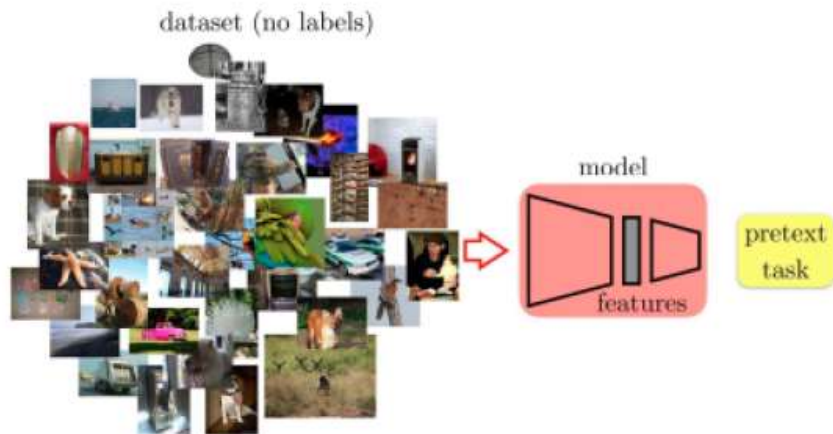 dataset (no labels)
model
features
pretext
task